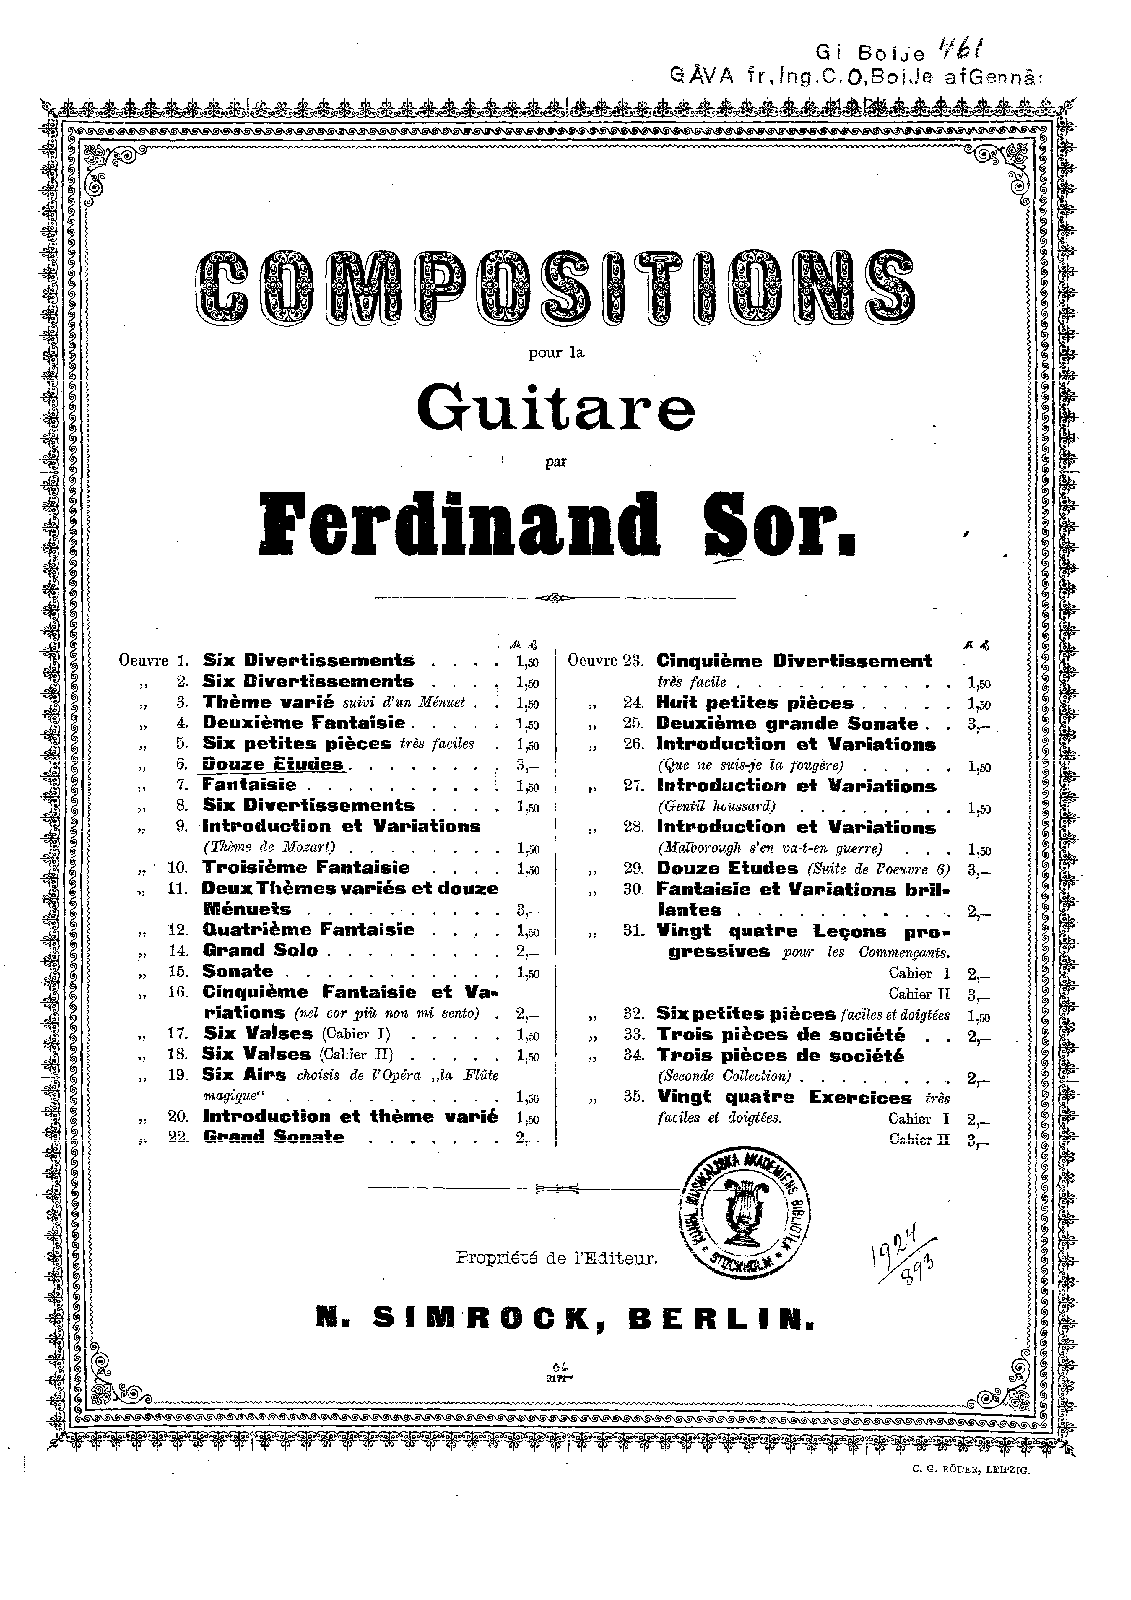 Gi Boije 461
GÅVA fr, Ing. C. O, Boije af Gennäs
COMPOSITIONS
pour la
Guitare
par
Ferdinand Sor.
Oeuvre 1. Six Divertissements . . . . 1,50
„ 2. Six Divertissements . . . . 1,50
„ 3. Thème varié suivi d'un Ménuet . . 1,50
„ 4. Deuxième Fantaisie . . . . . 1,50
„ 5. Six petites pièces très faciles . 1,50
„ 6. Douze Etudes . . . . . . . . 3,—
„ 7. Fantaisie . . . . . . . . . . 1,50
„ 8. Six Divertissements . . . . 1,50
„ 9. Introduction et Variations
(Thème de Mozart) . . . . . . . . 1,50
„ 10. Troisième Fantaisie . . . . 1,50
„ 11. Deux Thèmes variés et douze
Ménuets . . . . . . . . . . 3,—
„ 12. Quatrième Fantaisie . . . . 1,50
„ 14. Grand Solo . . . . . . . . . 2,—
„ 15. Sonate . . . . . . . . . . . 1,50
„ 16. Cinquième Fantaisie et Va-
riations (nel cor più non mi sento) . 2,—
„ 17. Six Valses (Cahier I) . . . . . 1,50
„ 18. Six Valses (Cahier II) . . . . . 1,50
„ 19. Six Airs choisis de l'Opéra „la Flûte
magique“ . . . . . . . . . . . 1,50
„ 20. Introduction et thème varié 1,50
„ 22. Grand Sonate . . . . . . . 2,—
Oeuvre 23. Cinquième Divertissement
très facile . . . . . . . . . . . 1,50
„ 24. Huit petites pièces . . . . . 1,50
„ 25. Deuxième grande Sonate . . 3,—
„ 26. Introduction et Variations
(Que ne suis-je la fougère) . . . . . 1,50
„ 27. Introduction et Variations
(Gentil houssard) . . . . . . . . 1,50
„ 28. Introduction et Variations
(Malborough s'en va-t-en guerre) . . . 1,50
„ 29. Douze Etudes (Suite de l'oeuvre 6) 3,—
„ 30. Fantaisie et Variations bril-
lantes . . . . . . . . . . . 2,—
„ 31. Vingt quatre Leçons pro-
gressives pour les Commençants.
Cahier I 2,—
Cahier II 3,—
„ 32. Six petites pièces faciles et doigtées 1,50
„ 33. Trois pièces de société . . 2,—
„ 34. Trois pièces de société
(Seconde Collection) . . . . . . . . 2,—
„ 35. Vingt quatre Exercices très
faciles et doigtées. Cahier I 2,—
Cahier II 3,—
KUNGL. MUSIKALISKA AKADEMIENS BIBLIOTEK * STOCKHOLM *
Propriété de l'Editeur.
1924/893
N. SIMROCK, BERLIN.
C. G. RÖDER, LEIPZIG.